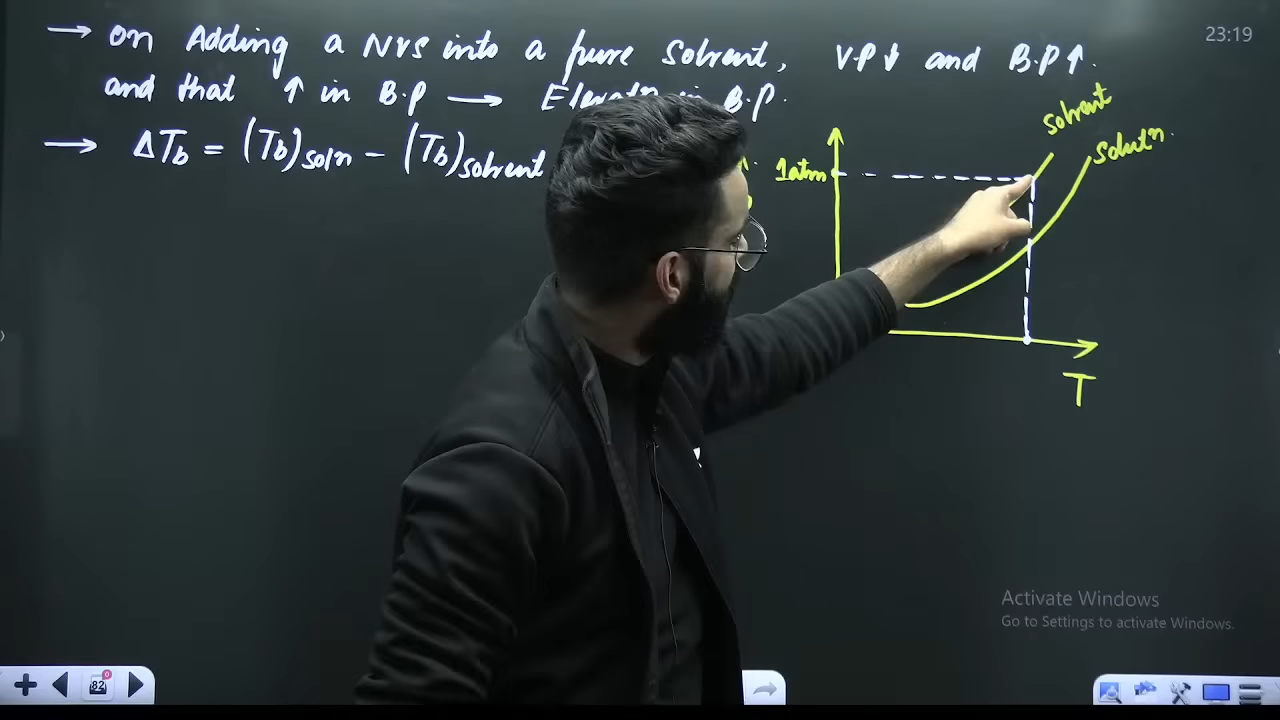 → on Adding a NVS into a pure Solvent, V.P↓ and B.P↑.
and that ↑ in B.P → Elevatn in B.P.
→ ΔTb = (Tb)soln - (Tb)solvent
23:19
solvent
solutn.
1atm
T
Activate Windows
Go to Settings to activate Windows.
82